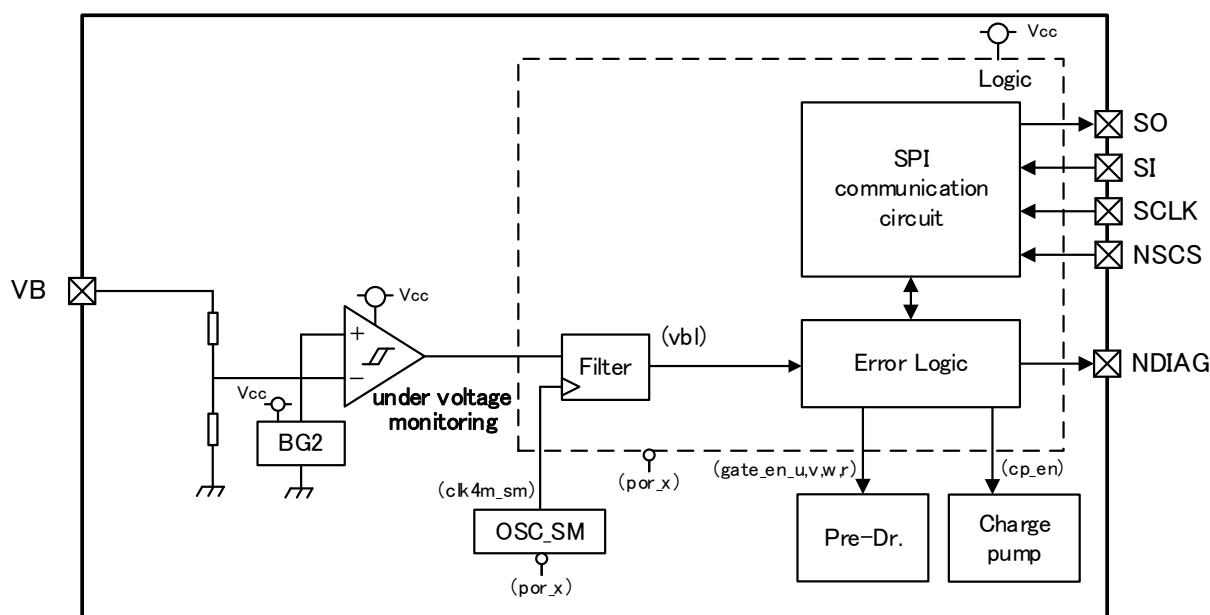 Vcc
Logic
SPI
communication
circuit
SO
SI
SCLK
NSCS
VB
Vcc
+
−
under voltage
monitoring
Vcc
BG2
Filter
(vbl)
Error Logic
NDIAG
(clk4m_sm)
OSC_SM
(por_x)
(por_x)
(gate_en_u,v,w,r)
(cp_en)
Pre-Dr.
Charge
pump